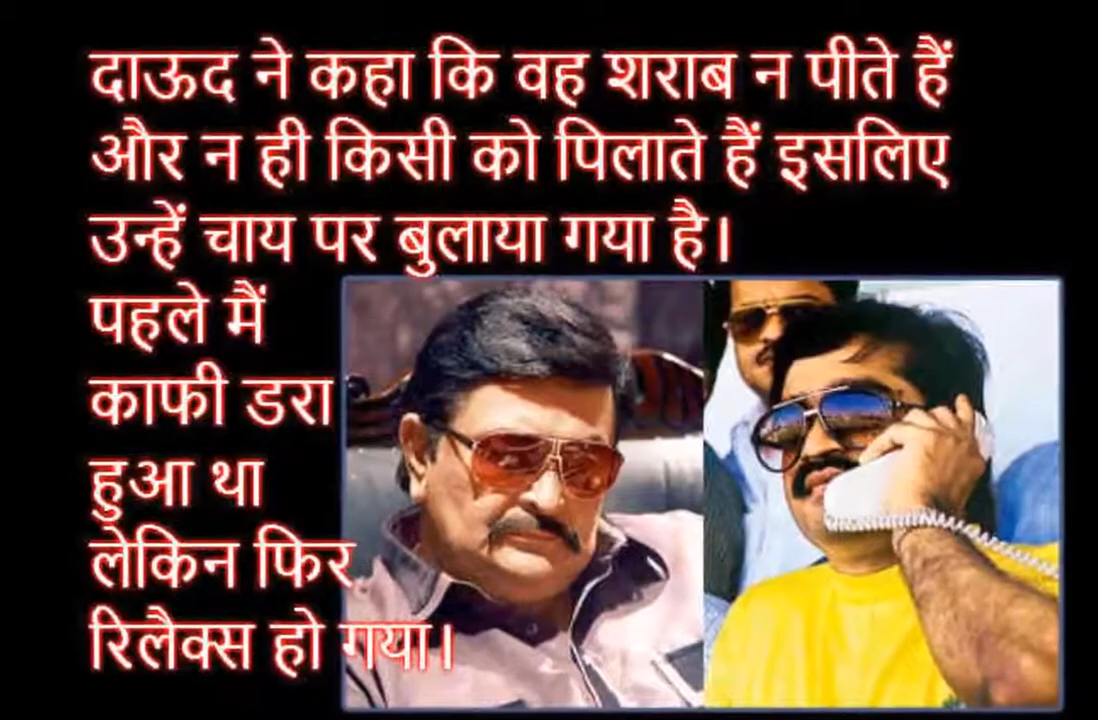 दाऊद ने कहा कि वह शराब न पीते हैं
और न ही किसी को पिलाते हैं इसलिए
उन्हें चाय पर बुलाया गया है।
पहले मैं
काफी डरा
हुआ था
लेकिन फिर
रिलैक्स हो गया।